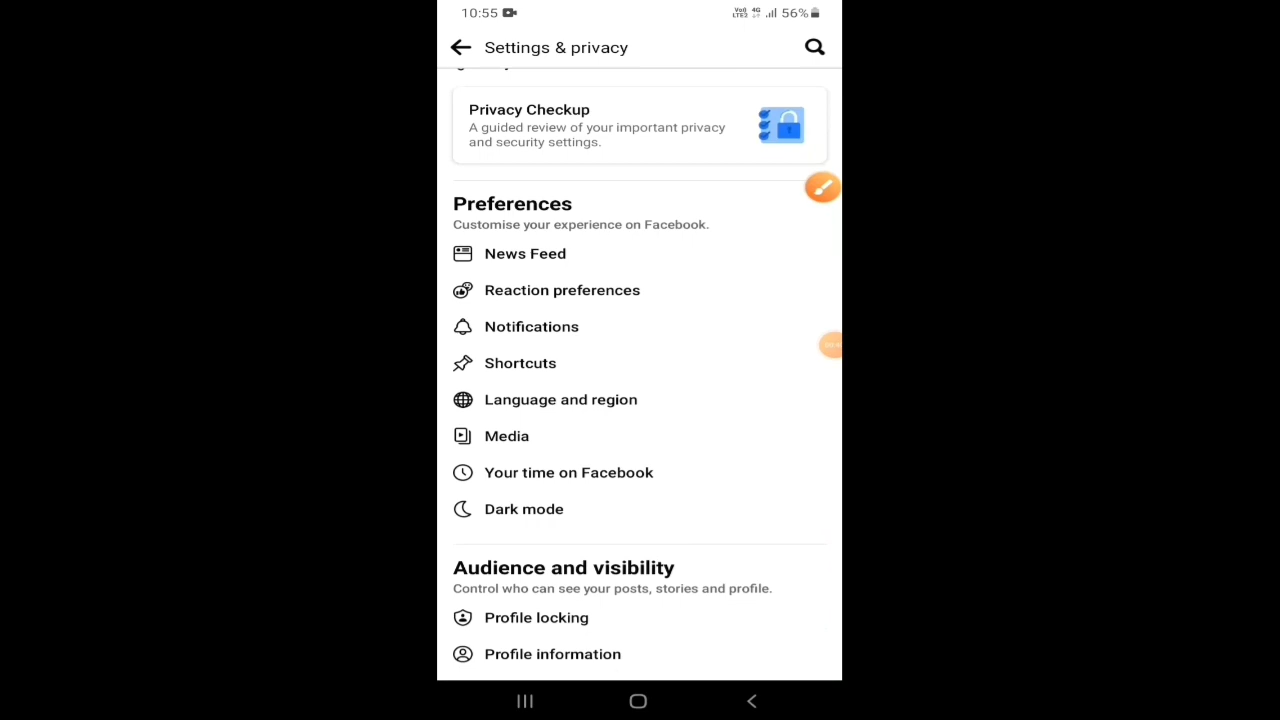 10:55 56%
Settings & privacy
Privacy Checkup
A guided review of your important privacy
and security settings.
Preferences
Customise your experience on Facebook.
News Feed
Reaction preferences
Notifications
Shortcuts
Language and region
Media
Your time on Facebook
Dark mode
Audience and visibility
Control who can see your posts, stories and profile.
Profile locking
Profile information